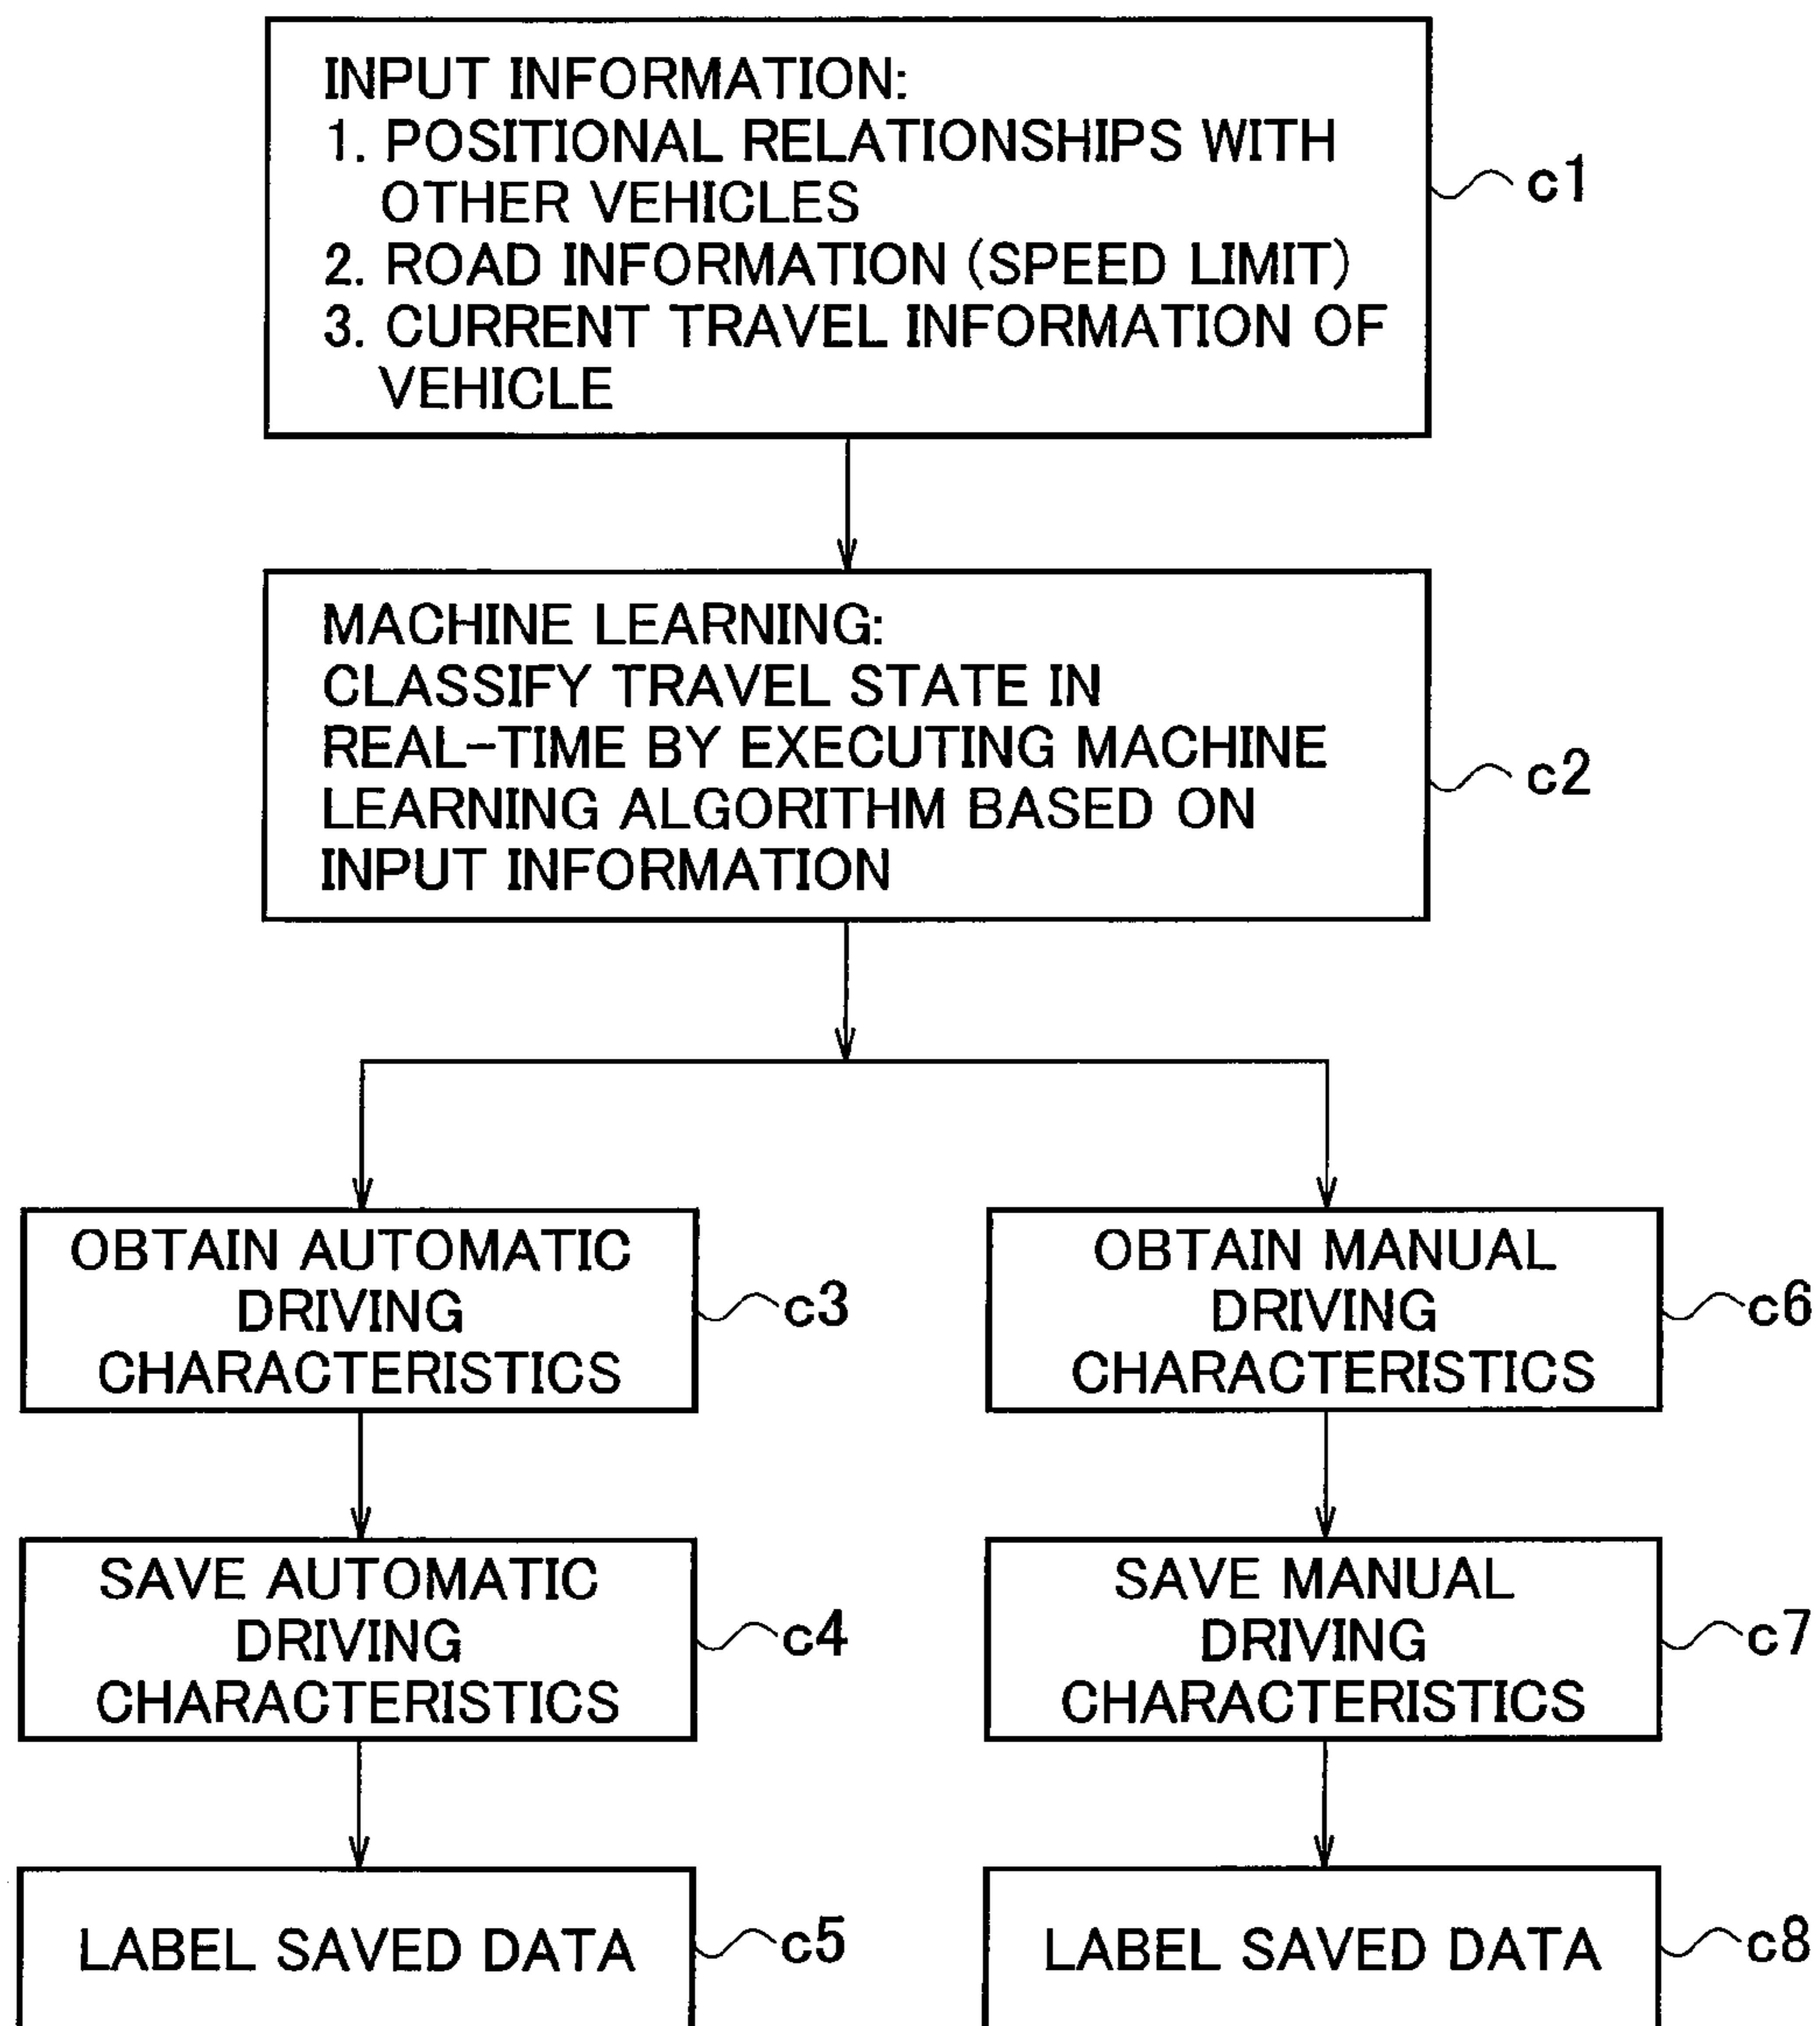 INPUT INFORMATION:
1. POSITIONAL RELATIONSHIPS WITH
OTHER VEHICLES
2. ROAD INFORMATION (SPEED LIMIT)
3. CURRENT TRAVEL INFORMATION OF
VEHICLE
c1
MACHINE LEARNING:
CLASSIFY TRAVEL STATE IN
REAL-TIME BY EXECUTING MACHINE
LEARNING ALGORITHM BASED ON
INPUT INFORMATION
c2
OBTAIN AUTOMATIC
DRIVING
CHARACTERISTICS
c3
OBTAIN MANUAL
DRIVING
CHARACTERISTICS
c6
SAVE AUTOMATIC
DRIVING
CHARACTERISTICS
c4
SAVE MANUAL
DRIVING
CHARACTERISTICS
c7
LABEL SAVED DATA
c5
LABEL SAVED DATA
c8